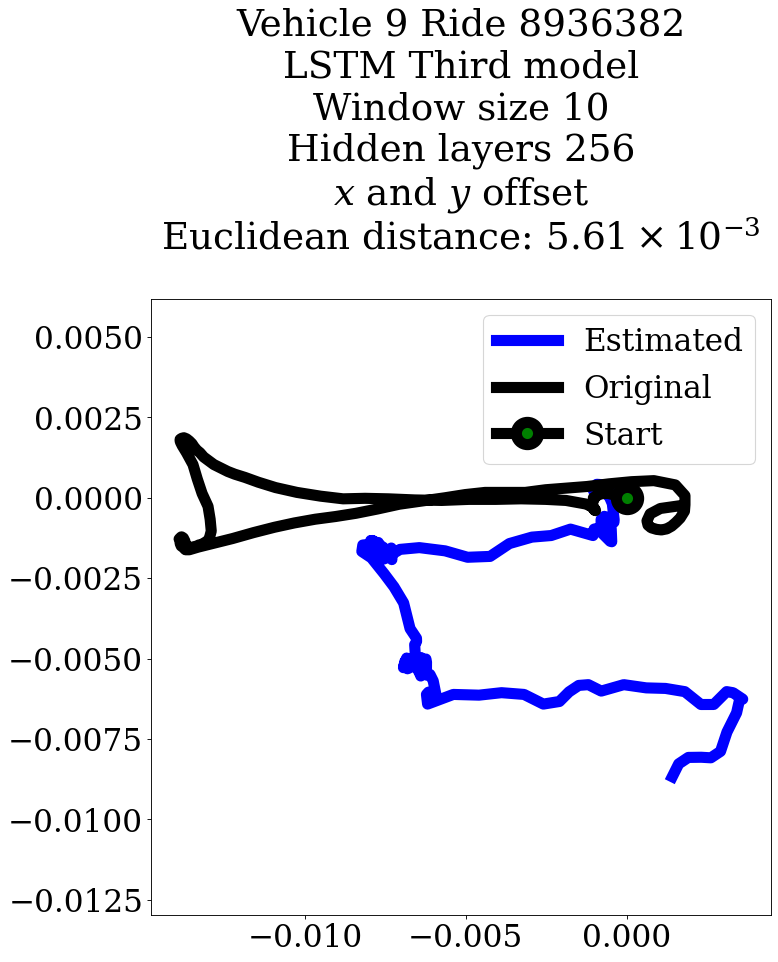 Vehicle 9 Ride 8936382
LSTM Third model
Window size 10
Hidden layers 256
x and y offset
Euclidean distance: 5.61 × 10⁻³
Estimated
Original
Start
0.0050
0.0025
0.0000
−0.0025
−0.0050
−0.0075
−0.0100
−0.0125
−0.010 −0.005 0.000